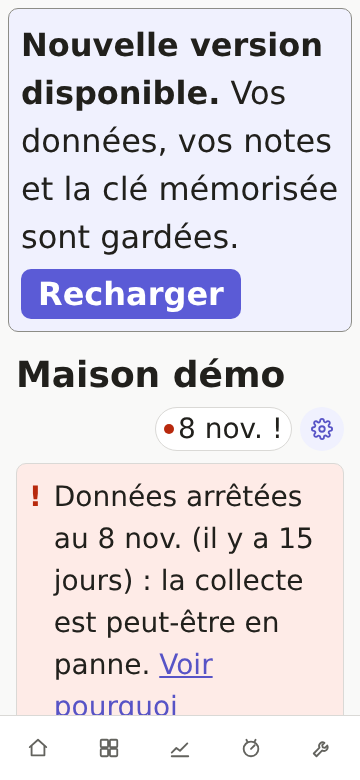 Nouvelle version
disponible. Vos
données, vos notes
et la clé mémorisée
sont gardées.
Recharger
Maison démo
8 nov. !
! Données arrêtées
au 8 nov. (il y a 15
jours) : la collecte
est peut-être en
panne. Voir
pourquoi